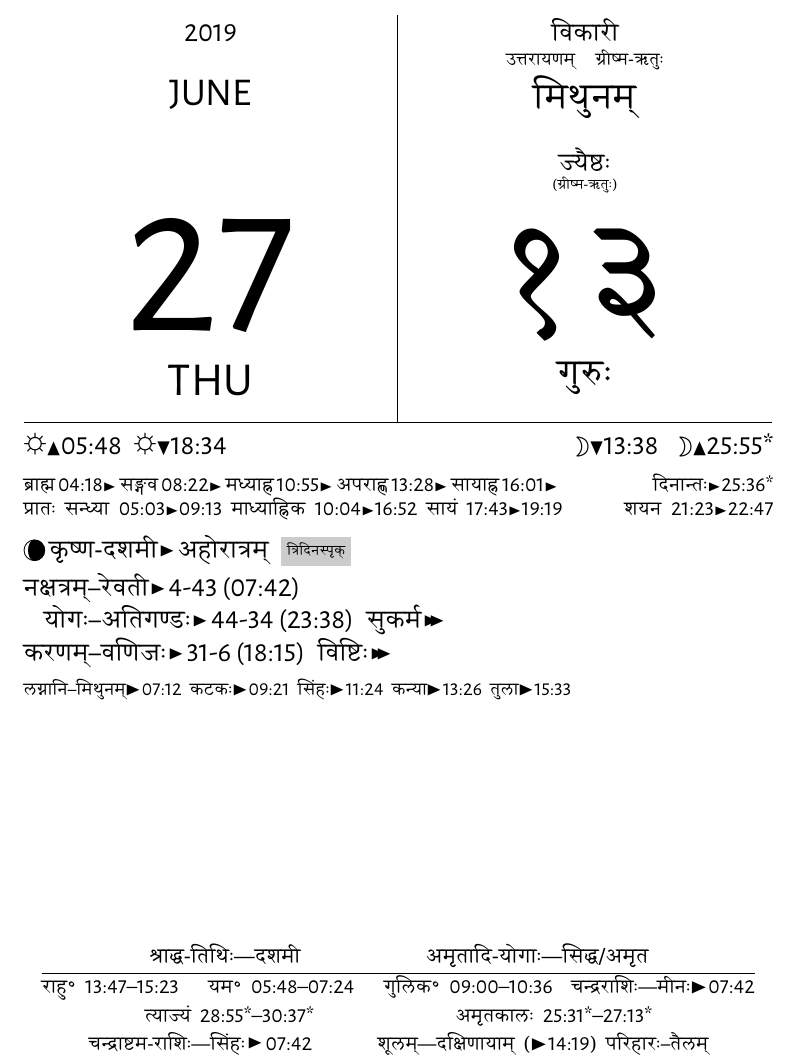 2019
JUNE
27
THU
विकारी
उत्तरायणम् ग्रीष्म-ऋतुः
मिथुनम्
ज्यैष्ठः
(ग्रीष्म-ऋतुः)
१३
गुरुः
☼▲05:48 ☼▼18:34 ☽▼13:38 ☽▲25:55*
ब्राह्म 04:18► सङ्गव 08:22► मध्याह्न 10:55► अपराह्ण 13:28► सायाह्न 16:01► दिनान्तः►25:36*
प्रातः सन्ध्या 05:03►09:13 माध्याह्निक 10:04►16:52 सायं 17:43►19:19 शयन 21:23►22:47
कृष्ण-दशमी►अहोरात्रम् त्रिदिनस्पृक्
नक्षत्रम्–रेवती►4-43 (07:42)
योगः–अतिगण्डः►44-34 (23:38) सुकर्म►►
करणम्–वणिजः►31-6 (18:15) विष्टिः►►
लग्नानि–मिथुनम्►07:12 कटकः►09:21 सिंहः►11:24 कन्या►13:26 तुला►15:33
श्राद्ध-तिथिः—दशमी अमृतादि-योगाः—सिद्ध/अमृत
राहु° 13:47–15:23 यम° 05:48–07:24 गुलिक° 09:00–10:36 चन्द्रराशिः—मीनः►07:42
त्याज्यं 28:55*–30:37* अमृतकालः 25:31*–27:13*
चन्द्राष्टम-राशिः—सिंहः►07:42 शूलम्—दक्षिणायाम् (►14:19) परिहारः–तैलम्